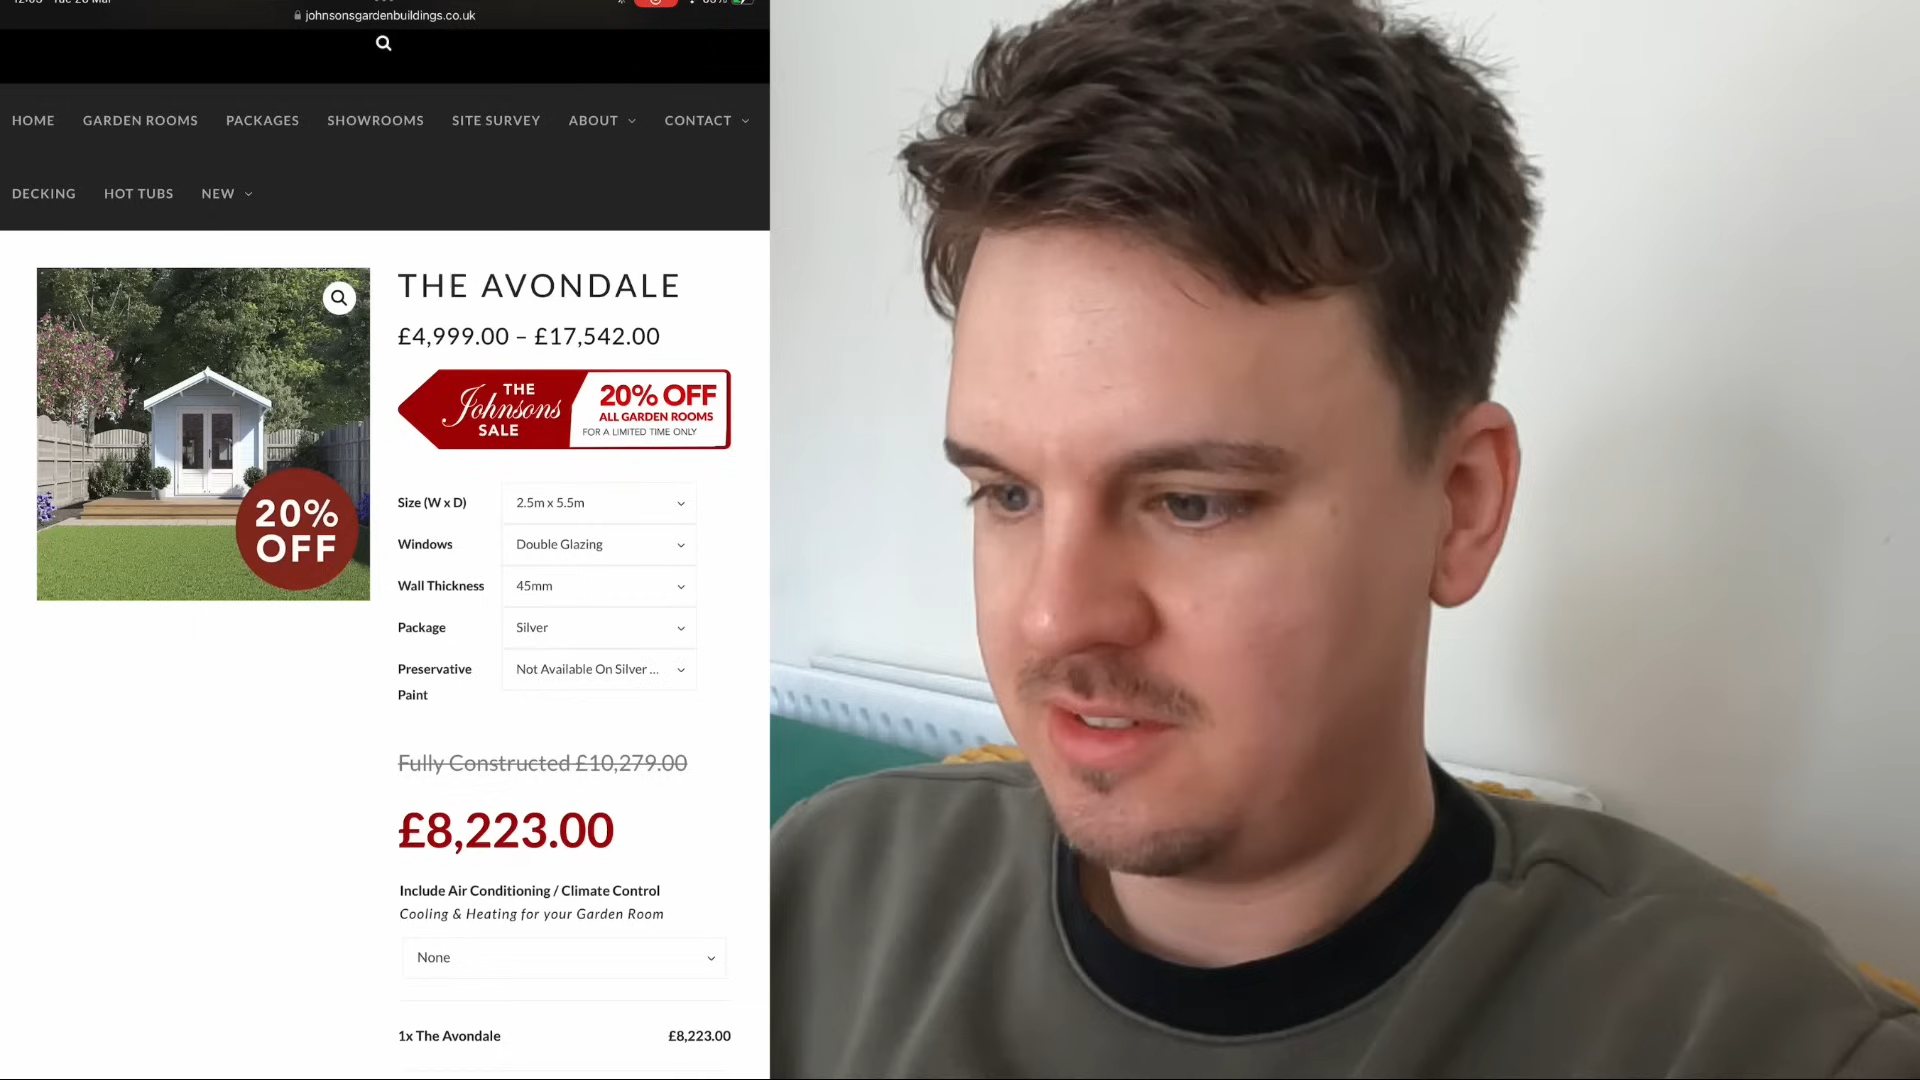 johnsonsgardenbuildings.co.uk
HOME GARDEN ROOMS PACKAGES SHOWROOMS SITE SURVEY ABOUT CONTACT
DECKING HOT TUBS NEW
THE AVONDALE
£4,999.00 – £17,542.00
THE
Johnsons
SALE
20% OFF
ALL GARDEN ROOMS
FOR A LIMITED TIME ONLY
20%
OFF
Size (W x D) 2.5m x 5.5m
Windows Double Glazing
Wall Thickness 45mm
Package Silver
Preservative Not Available On Silver ...
Paint
Fully Constructed £10,279.00
£8,223.00
Include Air Conditioning / Climate Control
Cooling & Heating for your Garden Room
None
1x The Avondale £8,223.00